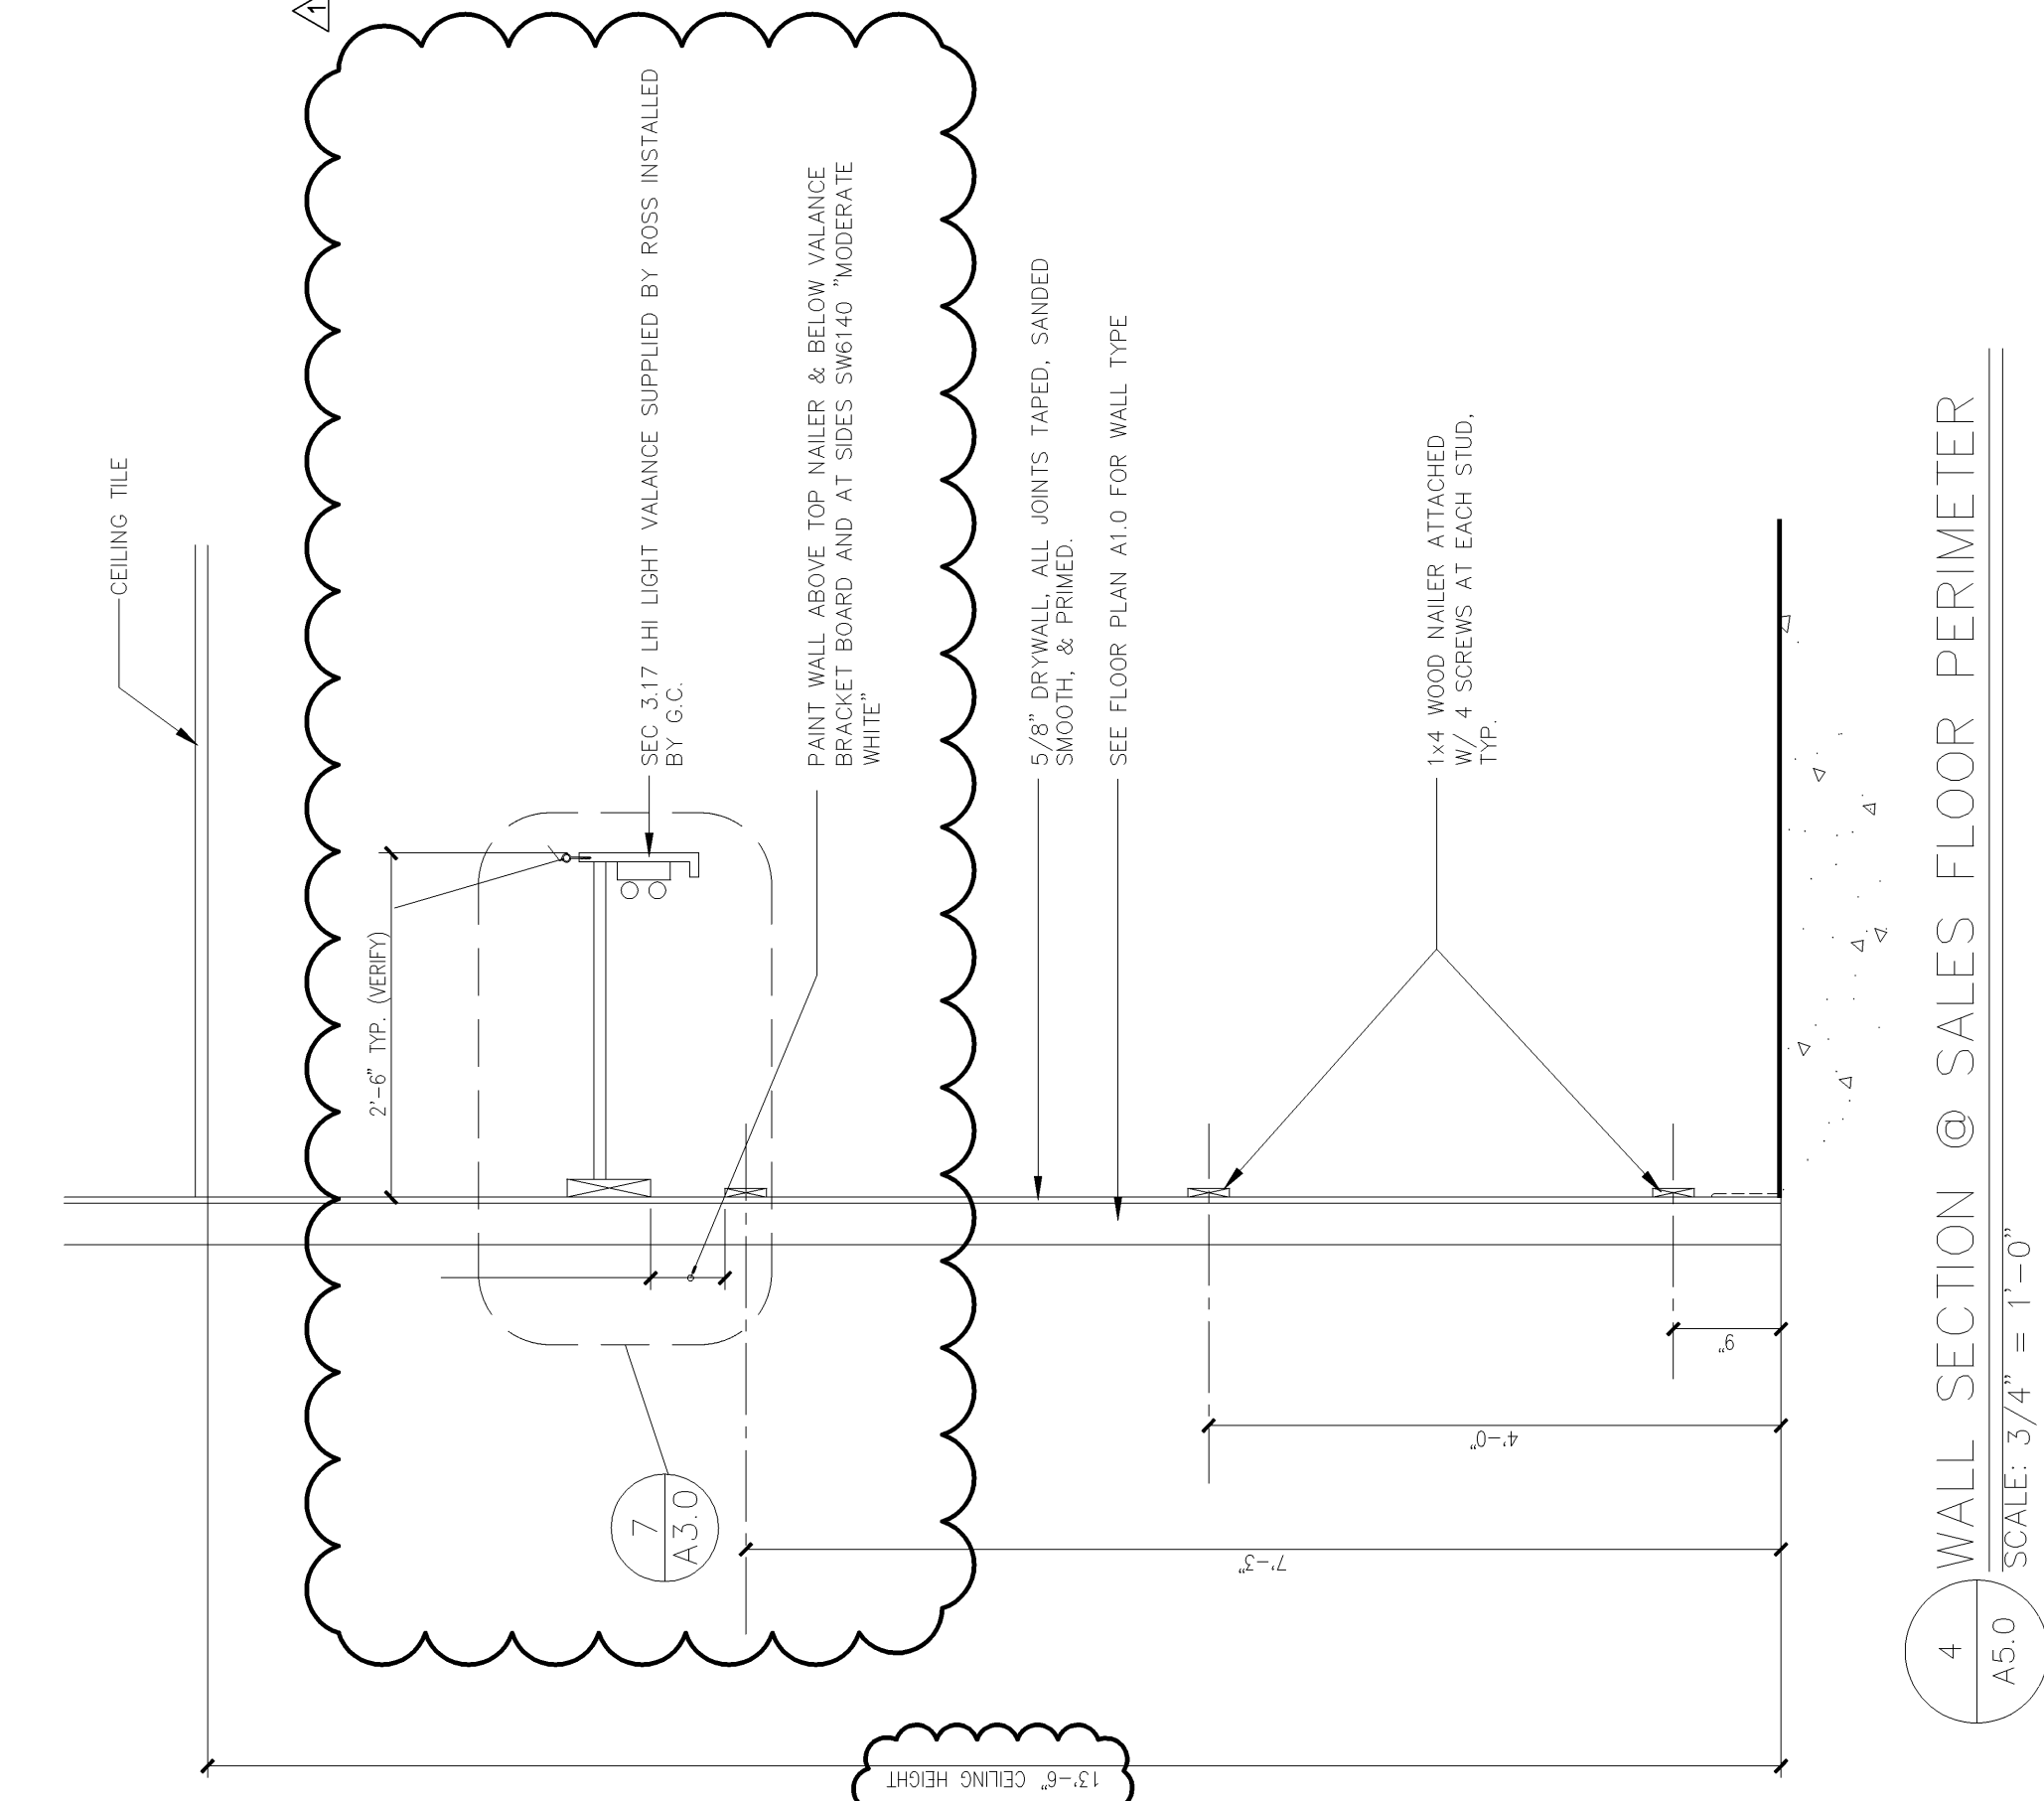 1
CEILING TILE
2'-6" TYP. (VERIFY)
SEC 3.17 LHI LIGHT VALANCE SUPPLIED BY ROSS INSTALLED
BY G.C.
PAINT WALL ABOVE TOP NAILER & BELOW VALANCE
BRACKET BOARD AND AT SIDES SW6140 "MODERATE
WHITE"
5/8" DRYWALL, ALL JOINTS TAPED, SANDED
SMOOTH, & PRIMED.
SEE FLOOR PLAN A1.0 FOR WALL TYPE
1x4 WOOD NAILER ATTACHED
W/ 4 SCREWS AT EACH STUD,
TYP.
7
A3.0
9"
4'-0"
7'-3"
13'-6" CEILING HEIGHT
4
A5.0
WALL SECTION @ SALES FLOOR PERIMETER
SCALE: 3/4" = 1'-0"